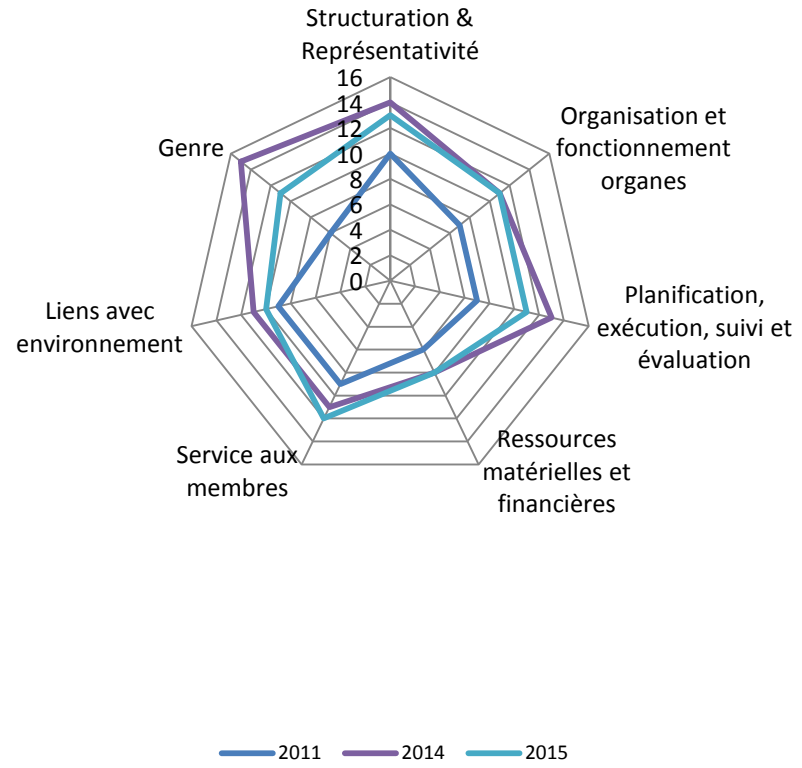 Structuration &
Représentativité
16
14
12
10
8
6
4
2
0
Organisation et
fonctionnement
organes
Planification,
exécution, suivi et
évaluation
Ressources
matérielles et
financières
Service aux
membres
Liens avec
environnement
Genre
2011
2014
2015